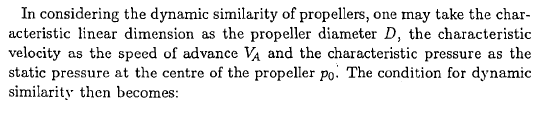 In considering the dynamic similarity of propellers, one may take the char-
acteristic linear dimension as the propeller diameter D, the characteristic
velocity as the speed of advance V_A and the characteristic pressure as the
static pressure at the centre of the propeller p_0. The condition for dynamic
similarity then becomes: